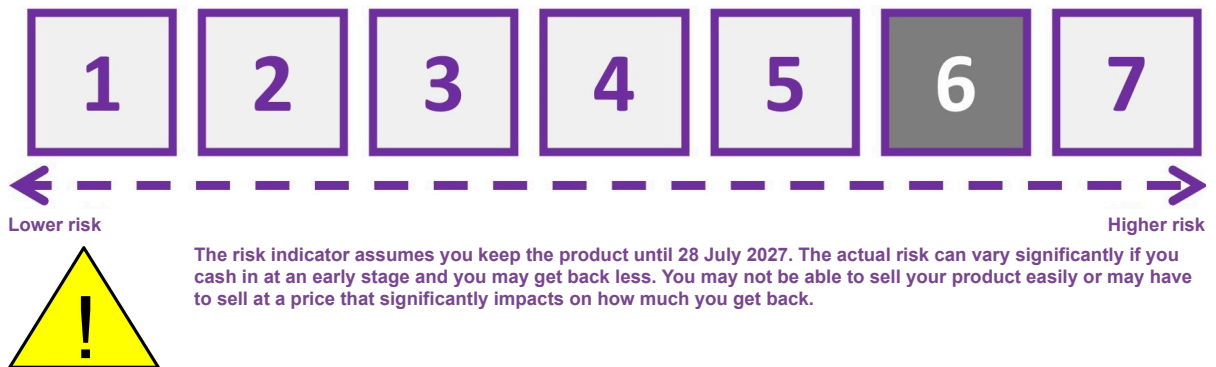 1 2 3 4 5 6 7
Lower risk Higher risk
The risk indicator assumes you keep the product until 28 July 2027. The actual risk can vary significantly if you
cash in at an early stage and you may get back less. You may not be able to sell your product easily or may have
to sell at a price that significantly impacts on how much you get back.
!